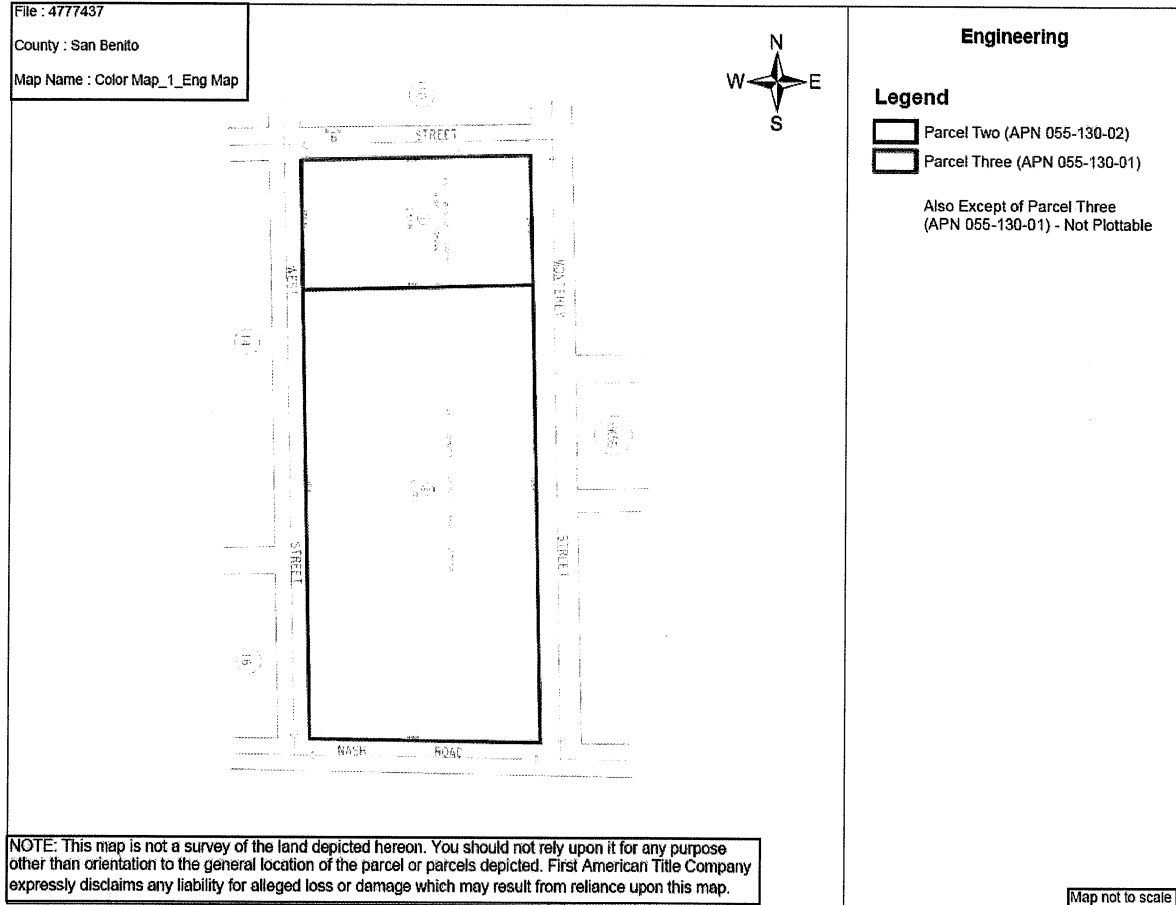 File : 4777437
County : San Benito
Map Name : Color Map_1_Eng Map
N
W E
S
Engineering
Legend
Parcel Two (APN 055-130-02)
Parcel Three (APN 055-130-01)
Also Except of Parcel Three
(APN 055-130-01) - Not Plottable
"B" STREET
WEST
MONTEREY
14
STREET
STREET
16
NASH ROAD
NOTE: This map is not a survey of the land depicted hereon. You should not rely upon it for any purpose
other than orientation to the general location of the parcel or parcels depicted. First American Title Company
expressly disclaims any liability for alleged loss or damage which may result from reliance upon this map.
Map not to scale